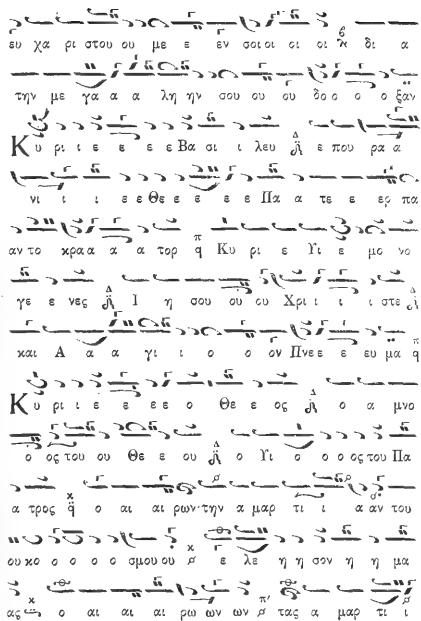 ευ χα ρι στου ου με ε εν σοι οι οι οι δι α
την με γα α α λη ην σου ου ου δο ο ο ο ξαν
Κυ ρι ι ε ε ε ε Βα σι ι λευ ε που ρα α
νι ι ι ε ε Θε ε ε ε ε Πα α τε ε ε ερ πα
αν το κρα α α α τορ Κυ ρι ε Υι ε μο νο
γε ε νες Ι η σου ου ου Χρι ι ι ι στε
και Α α α γι ι ο ο ον Πνε ε ε ευ μα
Κυ ρι ι ε ε ε ε ο Θε ε ος ο α μνο
ο ος του ου Θε ε ου ο Υι ο ο ο ος του Πα
α τρος ο αι αι ρων την α μαρ τι ι α αν του
ου κο ο ο ο ο σμου ου ε λε η η σον η η μα
ας ο αι αι αι ρω ων ων τας α μαρ τι ι